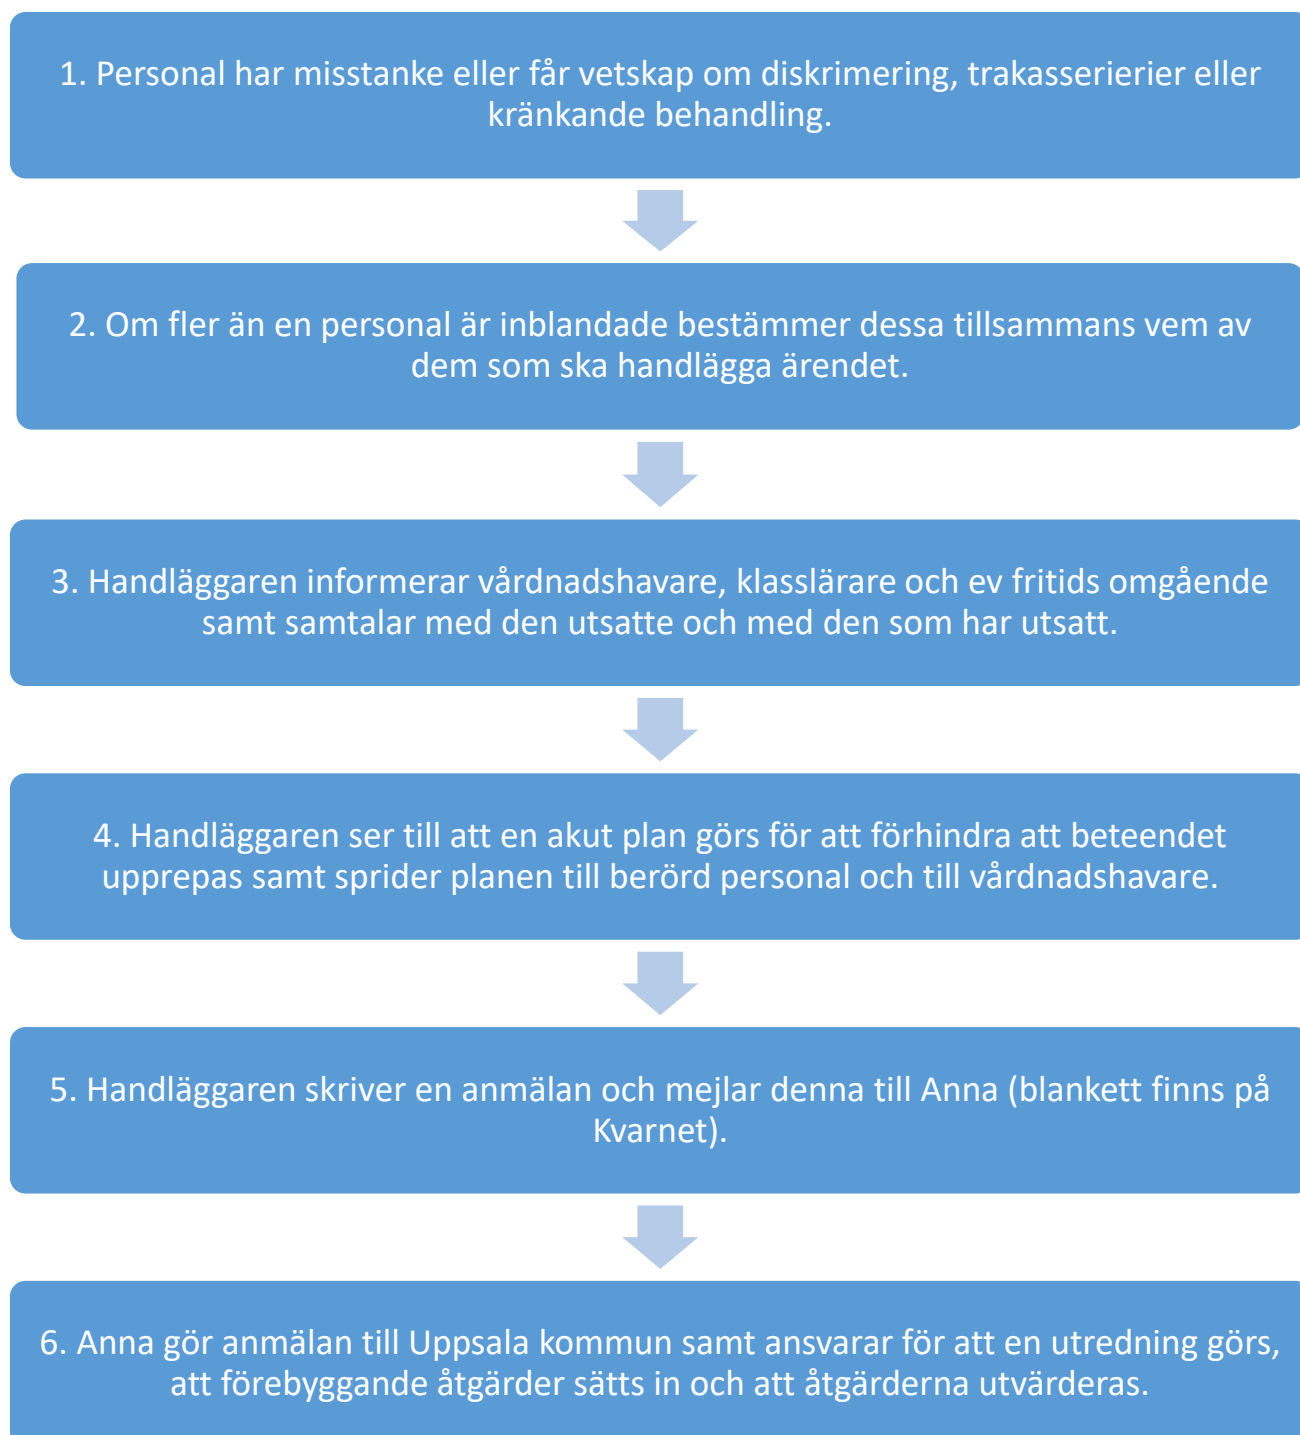 1. Personal har misstanke eller får vetskap om diskrimering, trakasserierier eller
kränkande behandling.
2. Om fler än en personal är inblandade bestämmer dessa tillsammans vem av
dem som ska handlägga ärendet.
3. Handläggaren informerar vårdnadshavare, klasslärare och ev fritids omgående
samt samtalar med den utsatte och med den som har utsatt.
4. Handläggaren ser till att en akut plan görs för att förhindra att beteendet
upprepas samt sprider planen till berörd personal och till vårdnadshavare.
5. Handläggaren skriver en anmälan och mejlar denna till Anna (blankett finns på
Kvarnet).
6. Anna gör anmälan till Uppsala kommun samt ansvarar för att en utredning görs,
att förebyggande åtgärder sätts in och att åtgärderna utvärderas.